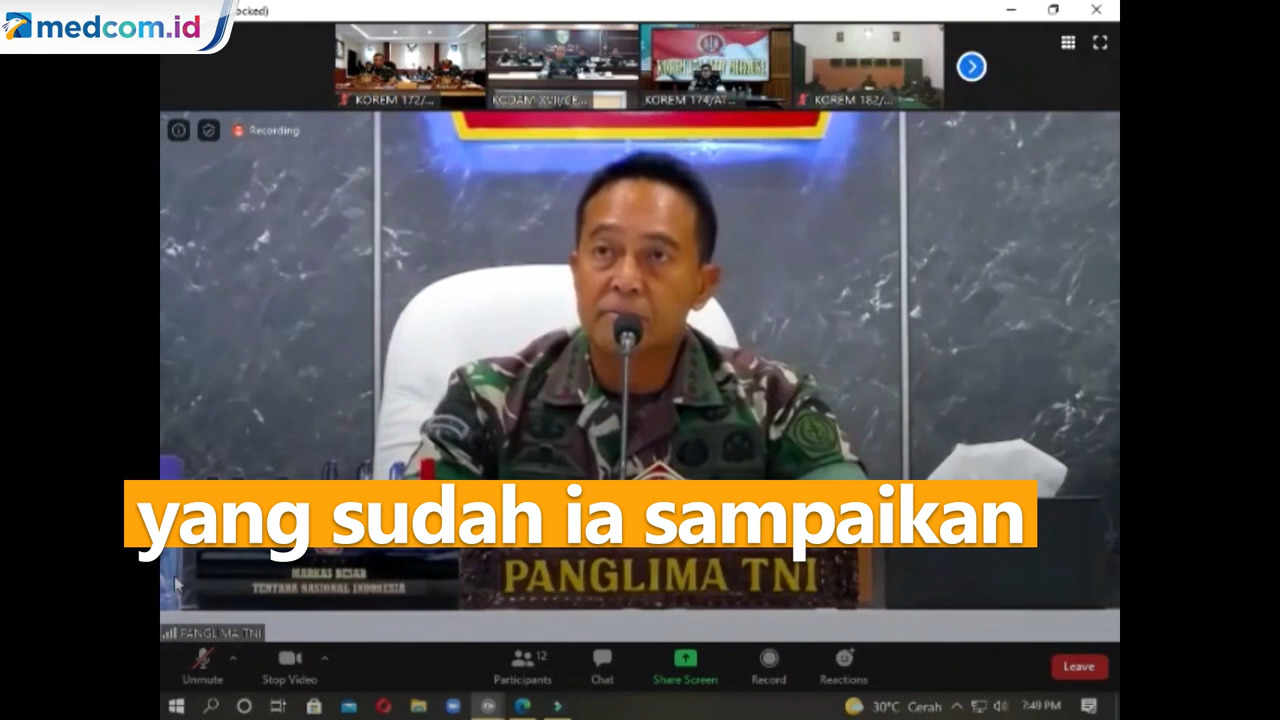 medcom.id
KOREM 172/...
KODAM XVII/CE...
KOREM 174/AT...
KOREM 182/...
Recording
yang sudah ia sampaikan
MARKAS BESAR
TENTARA NASIONAL INDONESIA
PANGLIMA TNI
PANGLIMA TNI
Unmute
Stop Video
12
Participants
Chat
Share Screen
Record
Reactions
Leave
30°C Cerah
7:49 PM